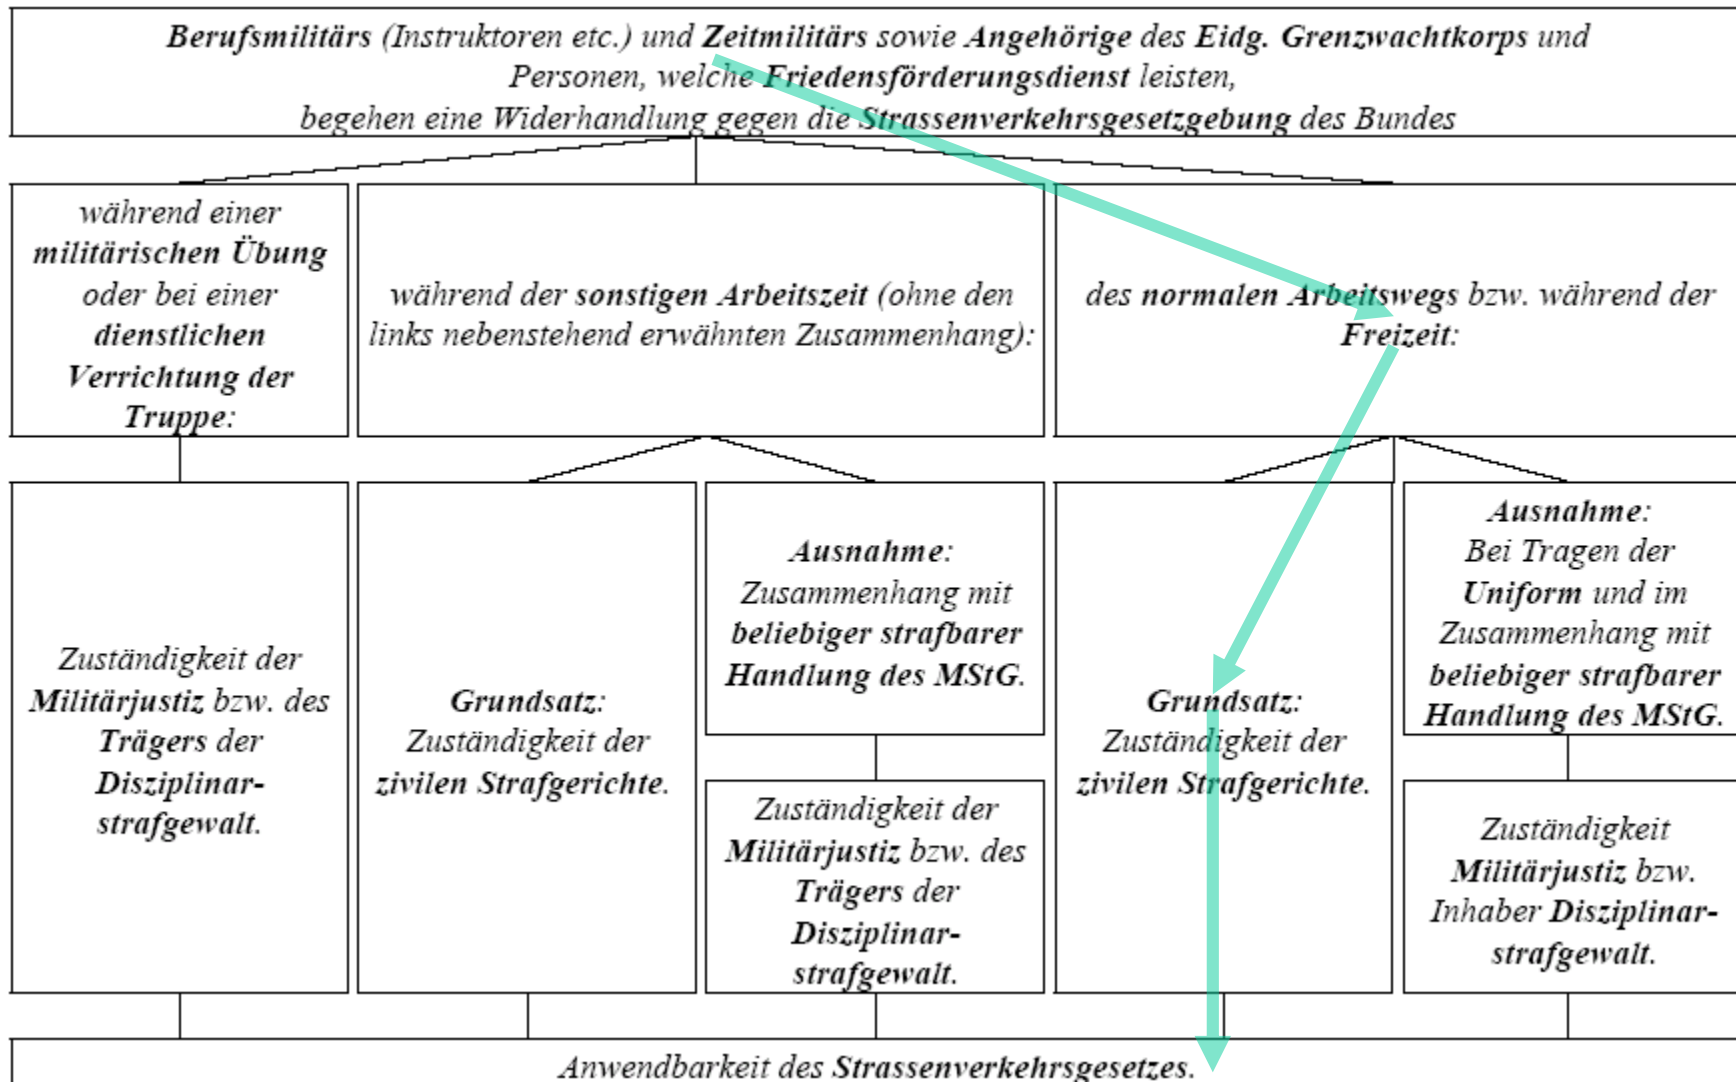 Berufsmilitärs (Instruktoren etc.) und Zeitmilitärs sowie Angehörige des Eidg. Grenzwachtkorps und
Personen, welche Friedensförderungsdienst leisten,
begehen eine Widerhandlung gegen die Strassenverkehrsgesetzgebung des Bundes
während einer
militärischen Übung
oder bei einer
dienstlichen
Verrichtung der
Truppe:
während der sonstigen Arbeitszeit (ohne den
links nebenstehend erwähnten Zusammenhang):
des normalen Arbeitswegs bzw. während der
Freizeit:
Zuständigkeit der
Militärjustiz bzw. des
Trägers der
Disziplinar-
strafgewalt.
Grundsatz:
Zuständigkeit der
zivilen Strafgerichte.
Ausnahme:
Zusammenhang mit
beliebiger strafbarer
Handlung des MStG.
Zuständigkeit der
Militärjustiz bzw. des
Trägers der
Disziplinar-
strafgewalt.
Grundsatz:
Zuständigkeit der
zivilen Strafgerichte.
Ausnahme:
Bei Tragen der
Uniform und im
Zusammenhang mit
beliebiger strafbarer
Handlung des MStG.
Zuständigkeit
Militärjustiz bzw.
Inhaber Disziplinar-
strafgewalt.
Anwendbarkeit des Strassenverkehrsgesetzes.